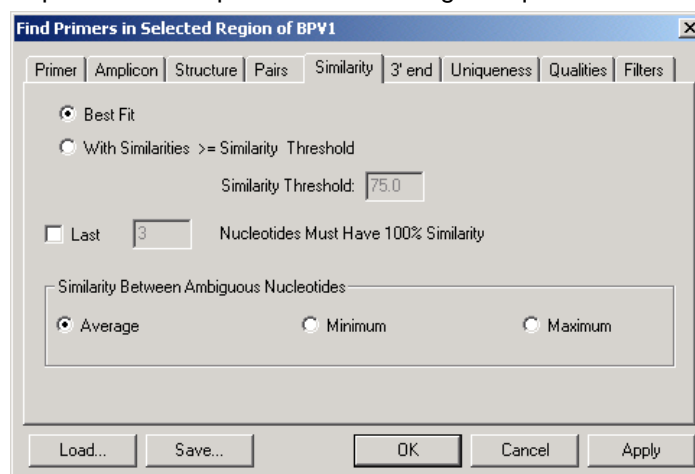 Find Primers in Selected Region of BPV1
Primer Amplicon Structure Pairs Similarity 3' end Uniqueness Qualities Filters
Best Fit
With Similarities >= Similarity Threshold
Similarity Threshold: 75.0
Last 3 Nucleotides Must Have 100% Similarity
Similarity Between Ambiguous Nucleotides
Average Minimum Maximum
Load... Save... OK Cancel Apply